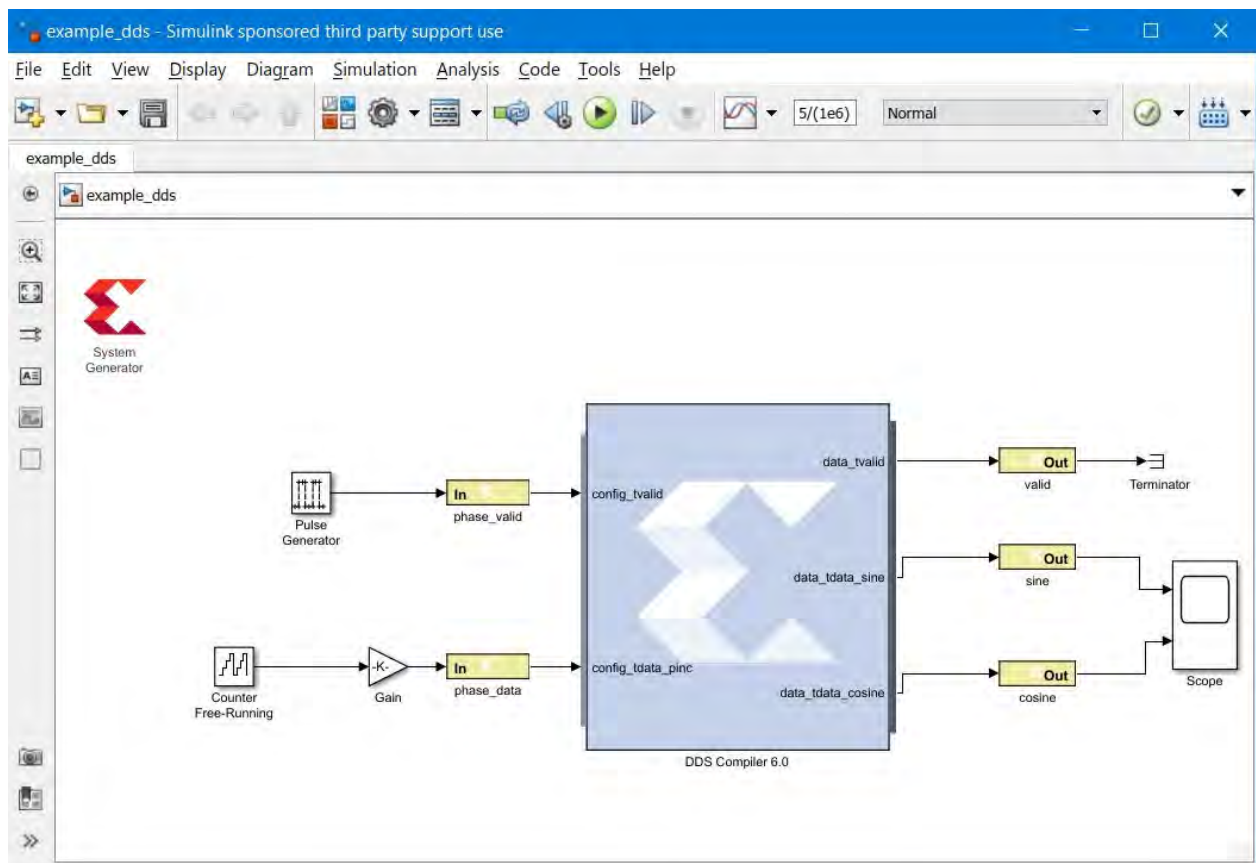 example_dds - Simulink sponsored third party support use
File Edit View Display Diagram Simulation Analysis Code Tools Help
5/(1e6) Normal
example_dds
example_dds
System
Generator
Pulse
Generator
In
phase_valid
config_tvalid
data_tvalid
Out
valid
Terminator
data_tdata_sine
Out
sine
Counter
Free-Running
-K-
Gain
In
phase_data
config_tdata_pinc
data_tdata_cosine
Out
cosine
Scope
DDS Compiler 6.0